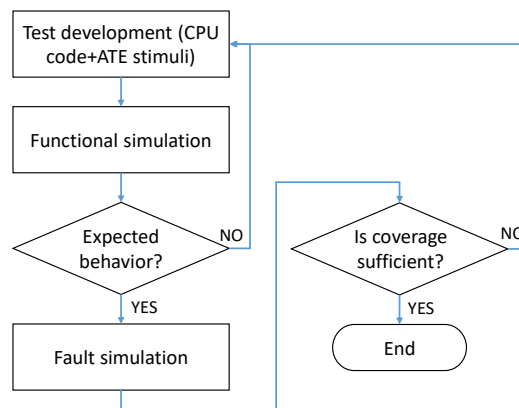 Test development (CPU
code+ATE stimuli)
Functional simulation
Expected
behavior?
NO
YES
Fault simulation
Is coverage
sufficient?
NO
YES
End